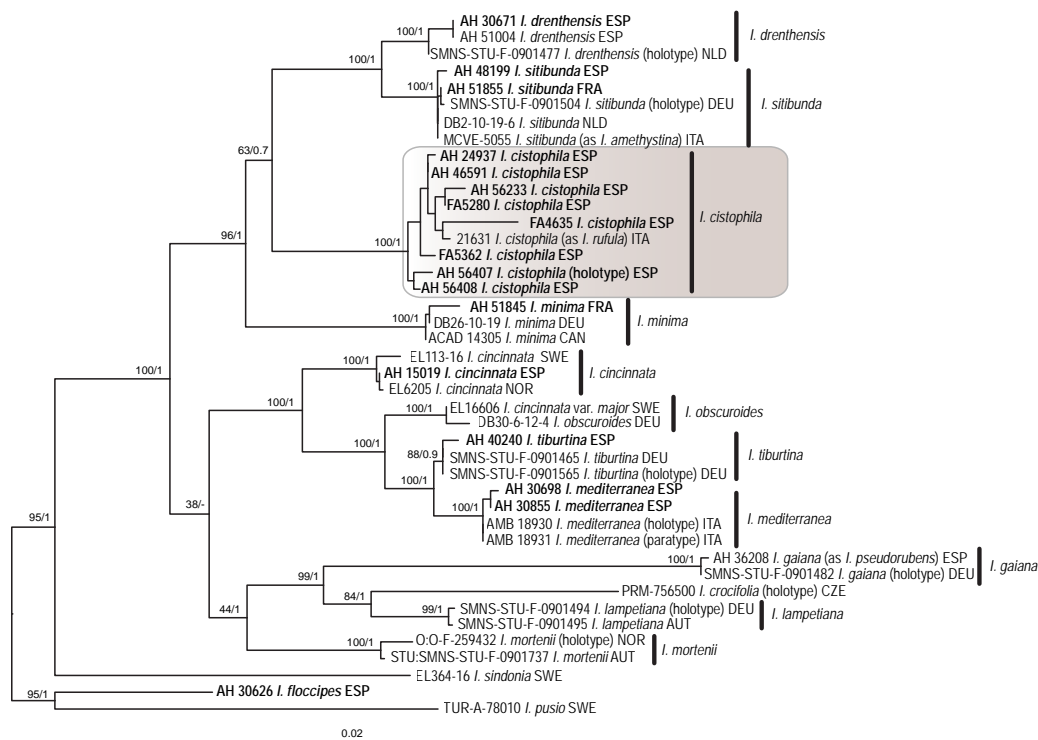 AH 30671 I. drenthensis ESP
AH 51004 I. drenthensis ESP
SMNS-STU-F-0901477 I. drenthensis (holotype) NLD
I. drenthensis
100/1
100/1
AH 48199 I. sitibunda ESP
AH 51855 I. sitibunda FRA
SMNS-STU-F-0901504 I. sitibunda (holotype) DEU
DB2-10-19-6 I. sitibunda NLD
MCVE-5055 I. sitibunda (as I. amethystina) ITA
I. sitibunda
100/1
63/0.7
AH 24937 I. cistophila ESP
AH 46591 I. cistophila ESP
AH 56233 I. cistophila ESP
FA5280 I. cistophila ESP
FA4635 I. cistophila ESP
21631 I. cistophila (as I. rufula) ITA
FA5362 I. cistophila ESP
AH 56407 I. cistophila (holotype) ESP
AH 56408 I. cistophila ESP
I. cistophila
100/1
96/1
AH 51845 I. minima FRA
DB26-10-19 I. minima DEU
ACAD 14305 I. minima CAN
I. minima
100/1
100/1
EL113-16 I. cincinnata SWE
AH 15019 I. cincinnata ESP
EL6205 I. cincinnata NOR
I. cincinnata
100/1
100/1
EL16606 I. cincinnata var. major SWE
DB30-6-12-4 I. obscuroides DEU
I. obscuroides
100/1
100/1
AH 40240 I. tiburtina ESP
SMNS-STU-F-0901465 I. tiburtina DEU
SMNS-STU-F-0901565 I. tiburtina (holotype) DEU
I. tiburtina
88/0.9
100/1
AH 30698 I. mediterranea ESP
AH 30855 I. mediterranea ESP
AMB 18930 I. mediterranea (holotype) ITA
AMB 18931 I. mediterranea (paratype) ITA
I. mediterranea
100/1
38/-
95/1
AH 36208 I. gaiana (as I. pseudorubens) ESP
SMNS-STU-F-0901482 I. gaiana (holotype) DEU
I. gaiana
100/1
99/1
PRM-756500 I. crocifolia (holotype) CZE
84/1
SMNS-STU-F-0901494 I. lampetiana (holotype) DEU
SMNS-STU-F-0901495 I. lampetiana AUT
I. lampetiana
99/1
44/1
O:O-F-259432 I. mortenii (holotype) NOR
STU:SMNS-STU-F-0901737 I. mortenii AUT
I. mortenii
100/1
EL364-16 I. sindonia SWE
AH 30626 I. floccipes ESP
95/1
TUR-A-78010 I. pusio SWE
0.02